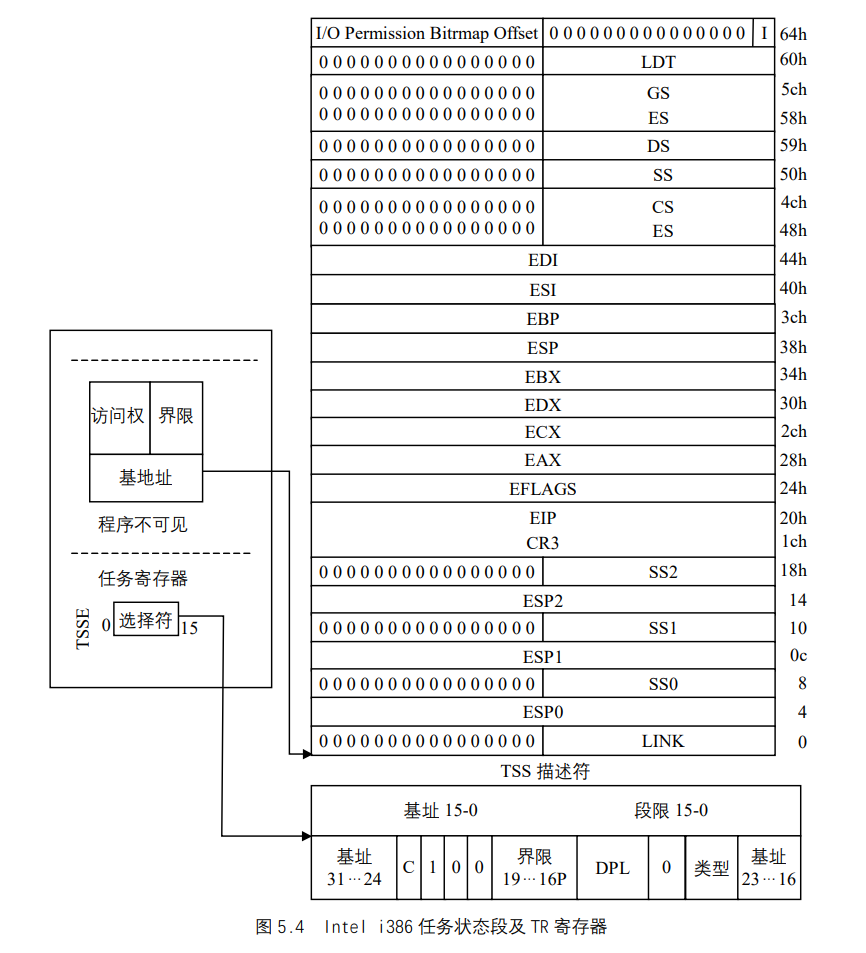 I/O Permission Bitrmap Offset 0 0 0 0 0 0 0 0 0 0 0 0 0 0 0 I 64h
0 0 0 0 0 0 0 0 0 0 0 0 0 0 0 0 LDT 60h
0 0 0 0 0 0 0 0 0 0 0 0 0 0 0 0 GS 5ch
0 0 0 0 0 0 0 0 0 0 0 0 0 0 0 0 ES 58h
0 0 0 0 0 0 0 0 0 0 0 0 0 0 0 0 DS 59h
0 0 0 0 0 0 0 0 0 0 0 0 0 0 0 0 SS 50h
0 0 0 0 0 0 0 0 0 0 0 0 0 0 0 0 CS 4ch
0 0 0 0 0 0 0 0 0 0 0 0 0 0 0 0 ES 48h
EDI 44h
ESI 40h
EBP 3ch
ESP 38h
EBX 34h
EDX 30h
ECX 2ch
EAX 28h
EFLAGS 24h
EIP 20h
CR3 1ch
0 0 0 0 0 0 0 0 0 0 0 0 0 0 0 0 SS2 18h
ESP2 14
0 0 0 0 0 0 0 0 0 0 0 0 0 0 0 0 SS1 10
ESP1 0c
0 0 0 0 0 0 0 0 0 0 0 0 0 0 0 0 SS0 8
ESP0 4
0 0 0 0 0 0 0 0 0 0 0 0 0 0 0 0 LINK 0
访问权 界限
基地址
程序不可见
任务寄存器
TSSE 0 选择符 15
TSS 描述符
基址 15-0 段限 15-0
基址 31…24 C 1 0 0 界限 19…16P DPL 0 类型 基址 23…16
图 5.4 Intel i386 任务状态段及 TR 寄存器